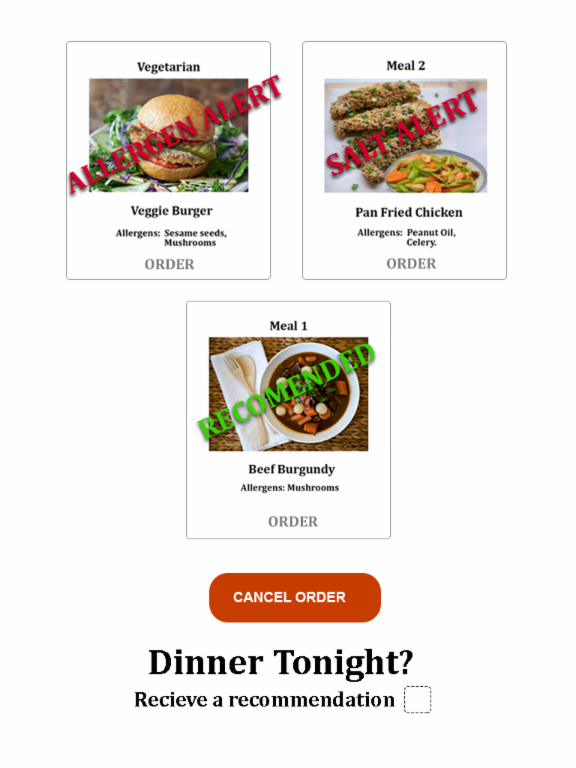 Vegetarian
ALLERGEN ALERT
Veggie Burger
Allergens: Sesame seeds,
Mushrooms
ORDER
Meal 2
SALT ALERT
Pan Fried Chicken
Allergens: Peanut Oil,
Celery.
ORDER
Meal 1
RECOMENDED
Beef Burgundy
Allergens: Mushrooms
ORDER
CANCEL ORDER
Dinner Tonight?
Recieve a recommendation